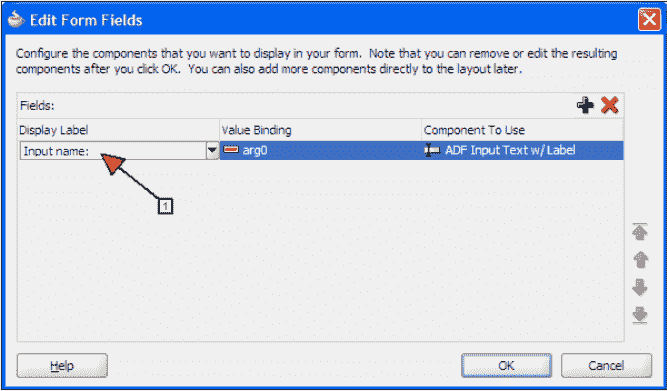 Edit Form Fields
Configure the components that you want to display in your form. Note that you can remove or edit the resulting
components after you click OK. You can also add more components directly to the layout later.
Fields:
Display Label Value Binding Component To Use
Input name: arg0 ADF Input Text w/ Label
1
Help OK Cancel